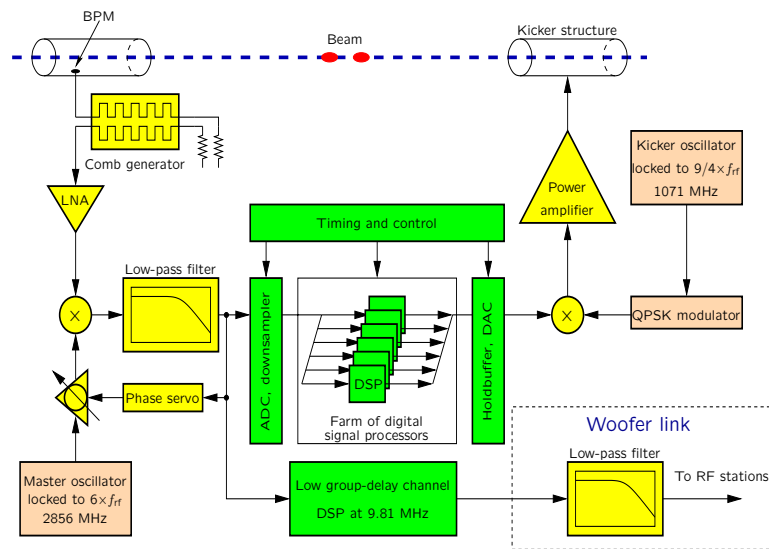 BPM
Beam
Kicker structure
Comb generator
LNA
Power
amplifier
Kicker oscillator
locked to 9/4×frf
1071 MHz
Timing and control
Low-pass filter
ADC, downsampler
Holdbuffer, DAC
×
×
QPSK modulator
DSP
Phase servo
Farm of digital
signal processors
Woofer link
Master oscillator
locked to 6×frf
2856 MHz
Low group-delay channel
DSP at 9.81 MHz
Low-pass filter
To RF stations